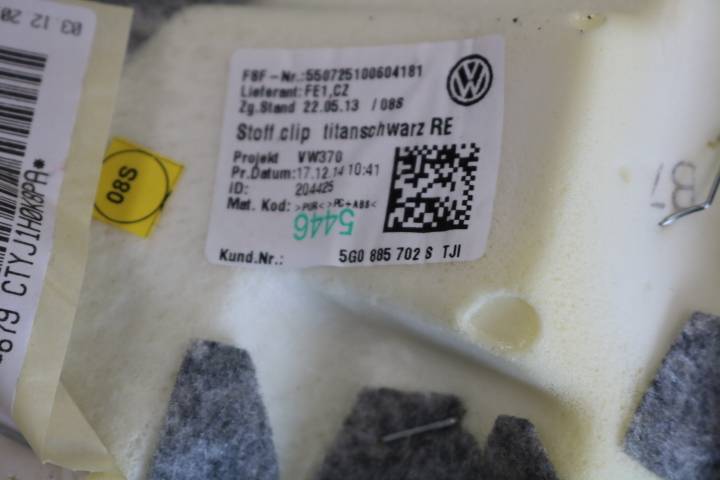 03 12 20
CTYJ1H0X8PA*
08S
FBF-Nr.:550725100604181
Lieferant:FE1,CZ
Zg.Stand 22.05.13 /08S
Stoff clip titanschwarz RE
Projekt VW370
Pr.Datum:17.12.14 10:41
ID: 204425
Mat. Kod: >PUR<>PC+ABS<
5446
Kund.Nr.: 5G0 885 702 S TJI